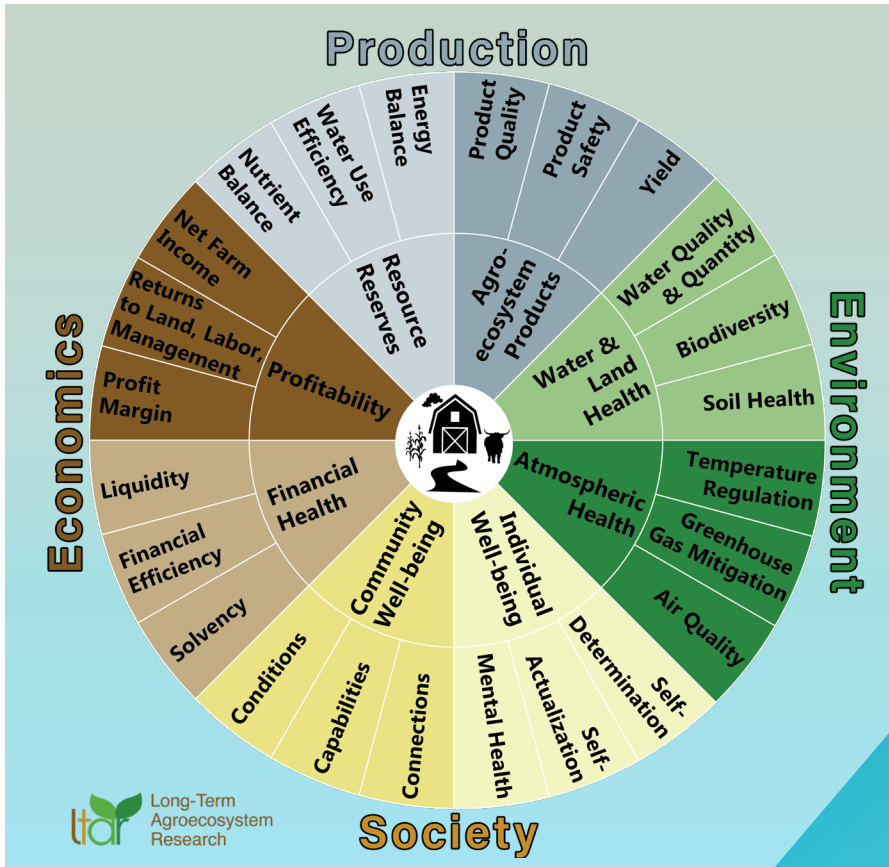 Production
Energy
Balance
Water Use
Efficiency
Nutrient
Balance
Resource
Reserves
Product
Quality
Product
Safety
Yield
Agro-
ecosystem
Products
Environment
Water Quality
& Quantity
Biodiversity
Soil Health
Water &
Land
Health
Temperature
Regulation
Greenhouse
Gas Mitigation
Air Quality
Atmospheric
Health
Society
Self-
Determination
Self-
Actualization
Mental Health
Individual
Well-being
Connections
Capabilities
Conditions
Community
Well-being
Economics
Solvency
Financial
Efficiency
Liquidity
Financial
Health
Profit
Margin
Returns
to Land, Labor,
Management
Net Farm
Income
Profitability
ltar
Long-Term
Agroecosystem
Research